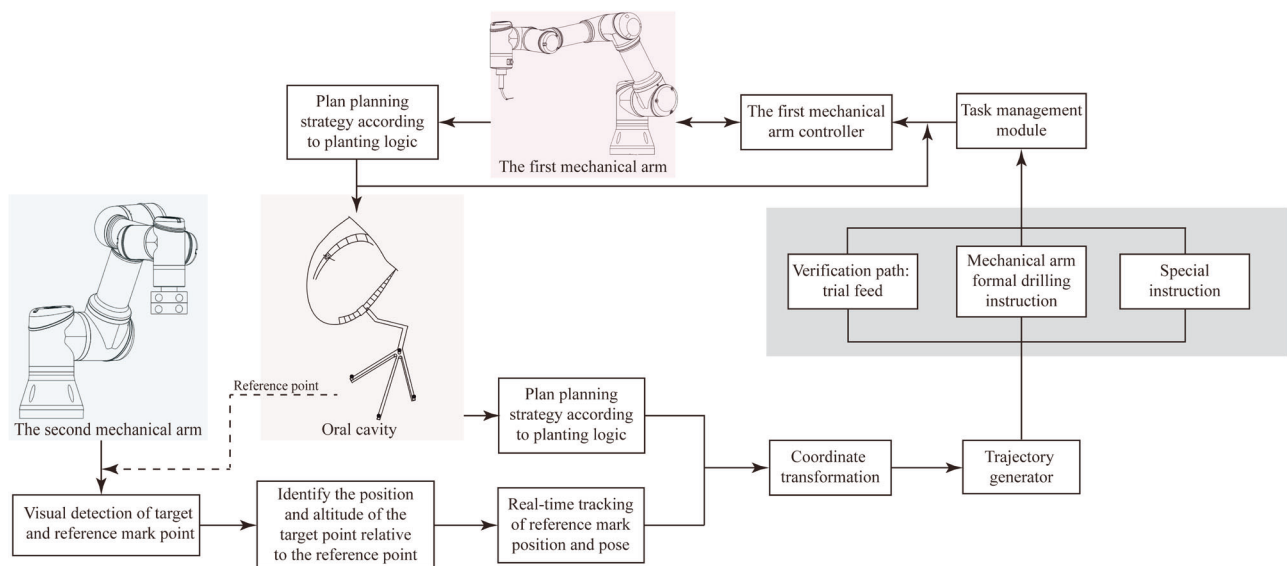 Plan planning
strategy according
to planting logic
The first mechanical arm
The first mechanical
arm controller
Task management
module
Verification path:
trial feed
Mechanical arm
formal drilling
instruction
Special
instruction
Reference point
The second mechanical arm
Oral cavity
Plan planning
strategy according
to planting logic
Coordinate
transformation
Trajectory
generator
Visual detection of target
and reference mark point
Identify the position
and altitude of the
target point relative
to the reference point
Real-time tracking
of reference mark
position and pose